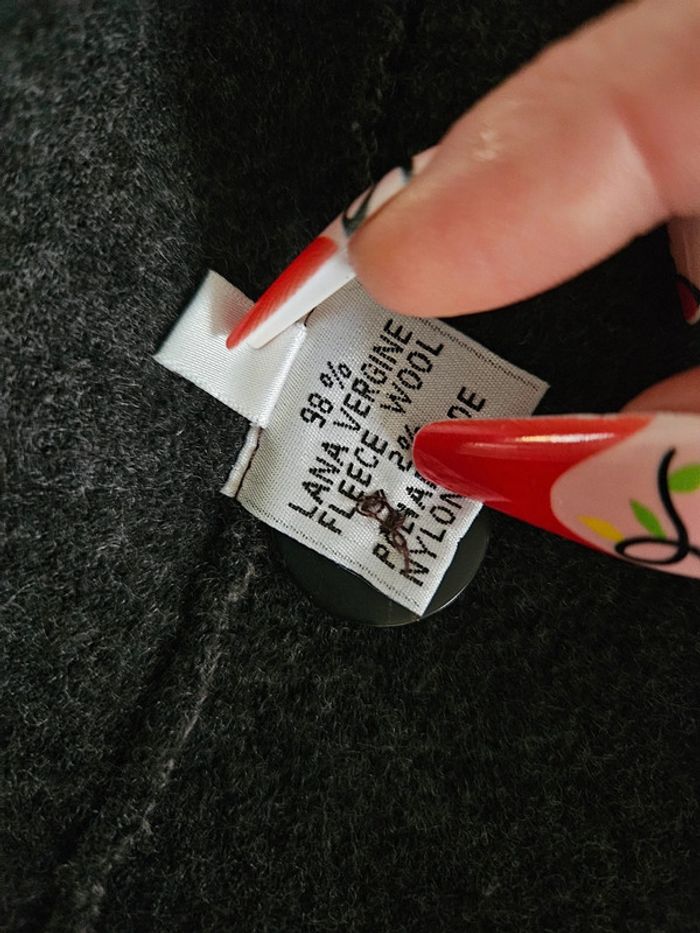 98 %
LANA VERGINE
FLEECE WOOL
2%
NYLON